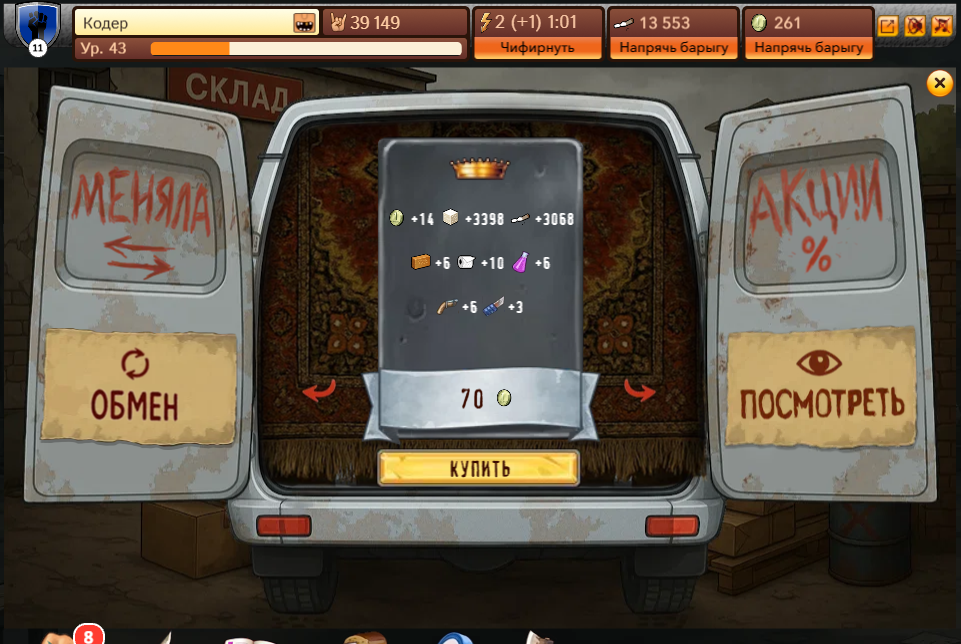 Кодер
39 149
2 (+1) 1:01
13 553
261
11
Ур. 43
Чифирнуть
Напрячь барыгу
Напрячь барыгу
СКЛАД
МЕНЯЛА
АКЦИИ
%
+14 +3398 +3068
+6 +10 +6
+6 +3
ОБМЕН
70
ПОСМОТРЕТЬ
КУПИТЬ
8